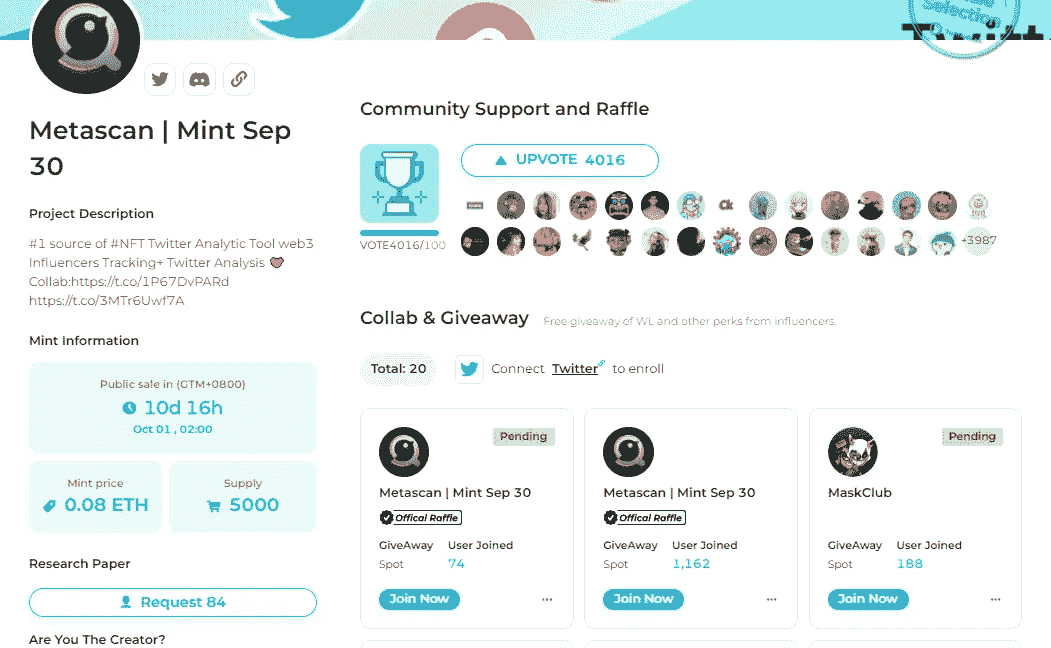 Selection
Twitt
Metascan | Mint Sep
30
Project Description
#1 source of #NFT Twitter Analytic Tool web3
Influencers Tracking+ Twitter Analysis
Collab:https://t.co/1P67DvPARd
https://t.co/3MTr6Uwf7A
Mint Information
Public sale in (GTM+0800)
10d 16h
Oct 01 , 02:00
Mint price
0.08 ETH
Supply
5000
Research Paper
Request 84
Are You The Creator?
Community Support and Raffle
UPVOTE 4016
VOTE4016/100
+3987
Collab & Giveaway
Free giveaway of WL and other perks from influencers.
Total: 20
Connect Twitter to enroll
Pending
Metascan | Mint Sep 30
Offical Raffle
GiveAway User Joined
Spot 74
Join Now
Metascan | Mint Sep 30
Offical Raffle
GiveAway User Joined
Spot 1,162
Join Now
Pending
MaskClub
GiveAway User Joined
Spot 188
Join Now